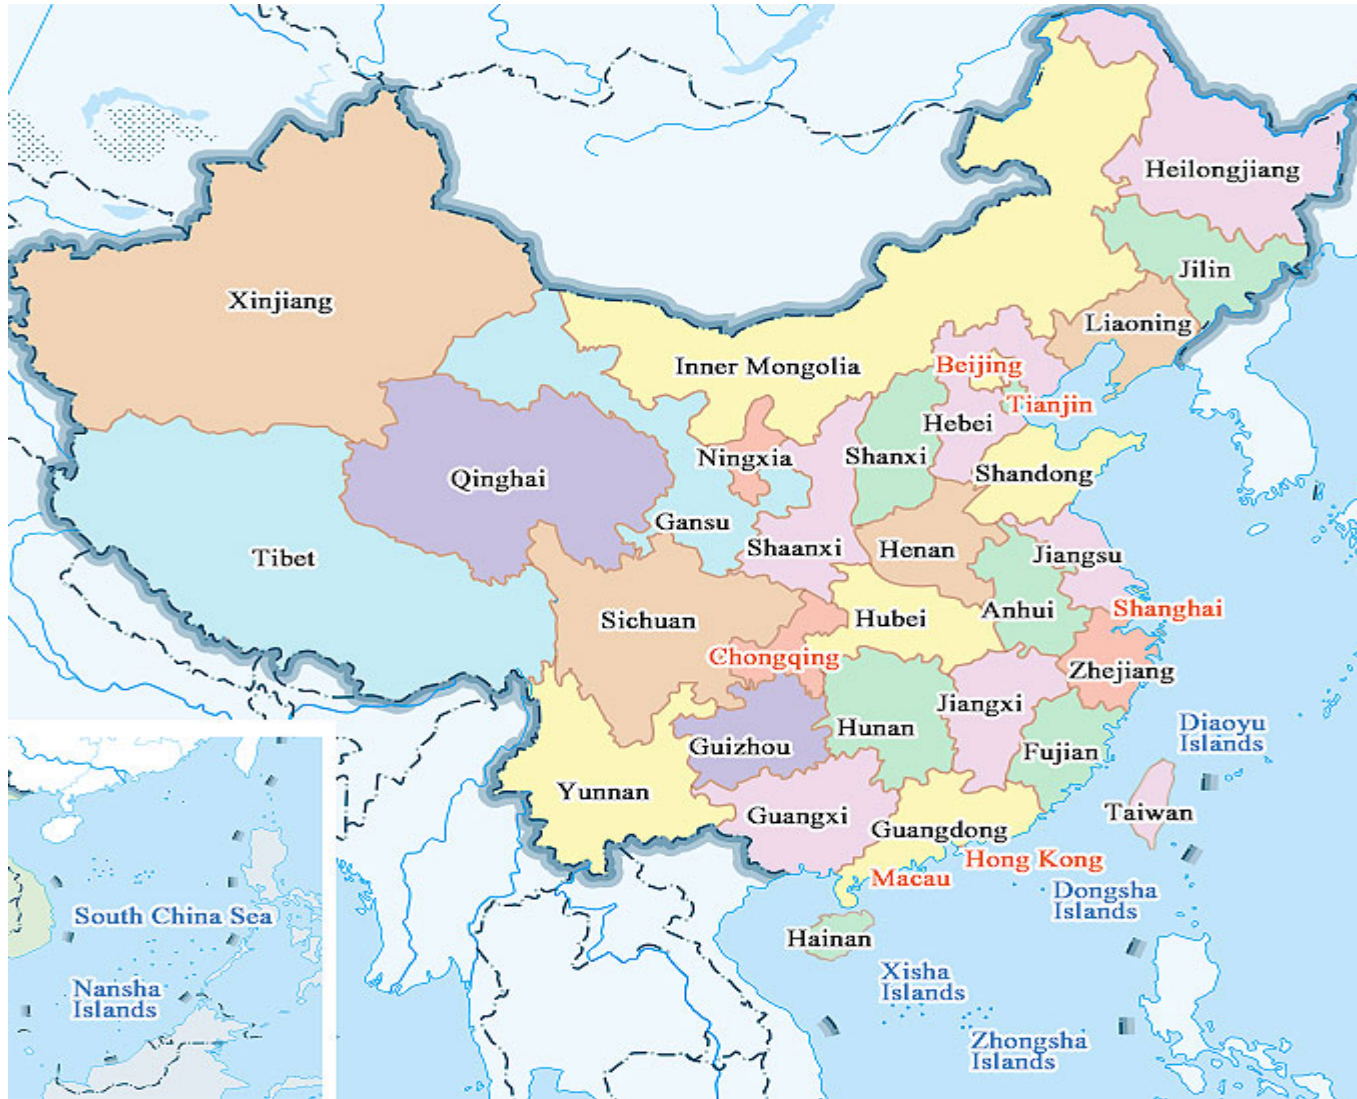 Heilongjiang
Jilin
Xinjiang
Liaoning
Inner Mongolia
Beijing
Tianjin
Hebei
Ningxia
Shanxi
Shandong
Qinghai
Gansu
Shaanxi
Henan
Jiangsu
Tibet
Sichuan
Hubei
Anhui
Shanghai
Chongqing
Zhejiang
Jiangxi
Hunan
Diaoyu
Islands
Guizhou
Fujian
Yunnan
Guangxi
Guangdong
Taiwan
Hong Kong
Macau
Dongsha
Islands
South China Sea
Hainan
Xisha
Islands
Nansha
Islands
Zhongsha
Islands